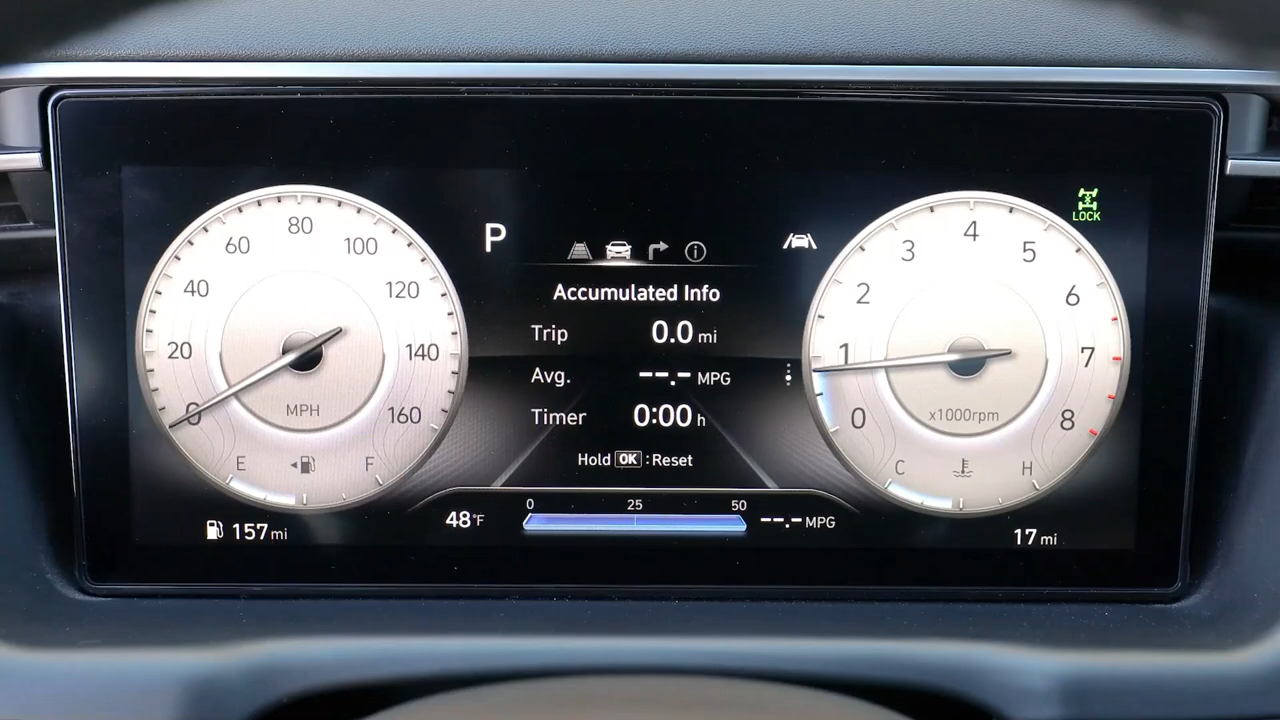 80
60
100
40
120
20
140
0
160
MPH
E
F
157 mi
P
Accumulated Info
Trip 0.0 mi
Avg. --.- MPG
Timer 0:00 h
Hold OK : Reset
0 25 50
48°F
--.- MPG
LOCK
4
3
5
2
6
1
7
0
8
x1000rpm
C
H
17 mi